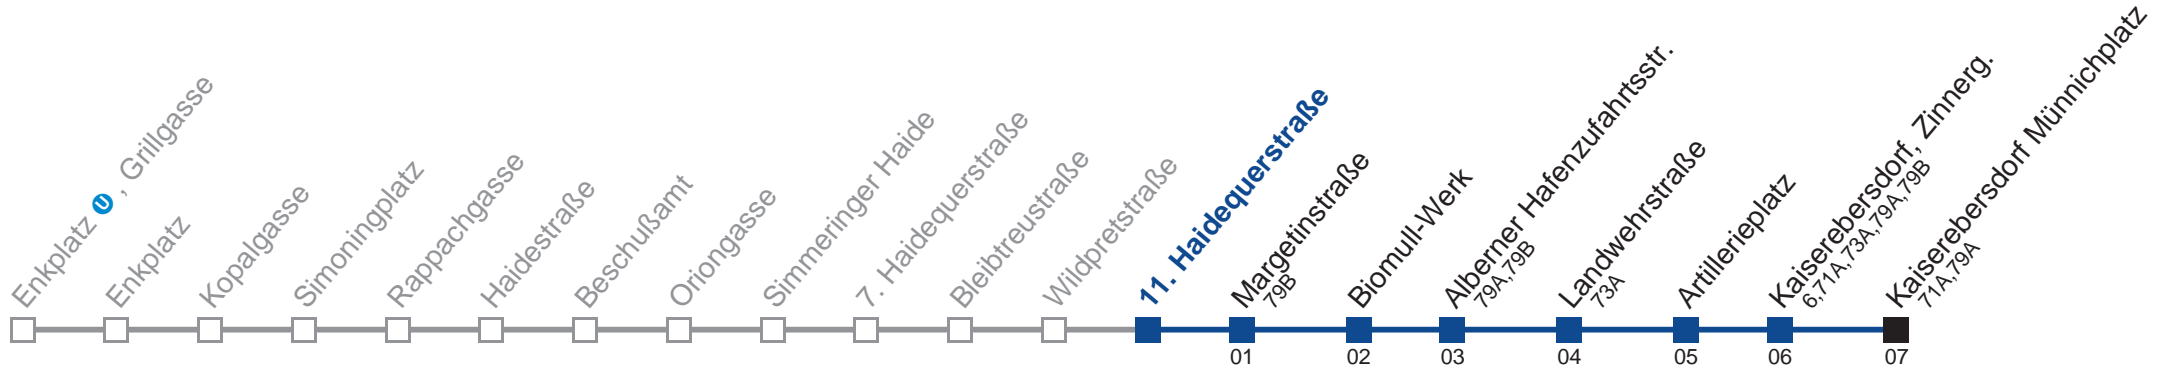 Enkplatz U , Grillgasse
Enkplatz
Kopalgasse
Simoningplatz
Rappachgasse
Haidestraße
Beschußamt
Oriongasse
Simmeringer Haide
7. Haidequerstraße
Bleibtreustraße
Wildpretstraße
11. Haidequerstraße
Margetinstraße
79B
Biomull-Werk
Alberner Hafenzufahrtsstr.
79A,79B
Landwehrstraße
73A
Artillerieplatz
Kaiserebersdorf, Zinnerg.
6,71A,73A,79A,79B
Kaiserebersdorf Münnichplatz
71A,79A
01
02
03
04
05
06
07